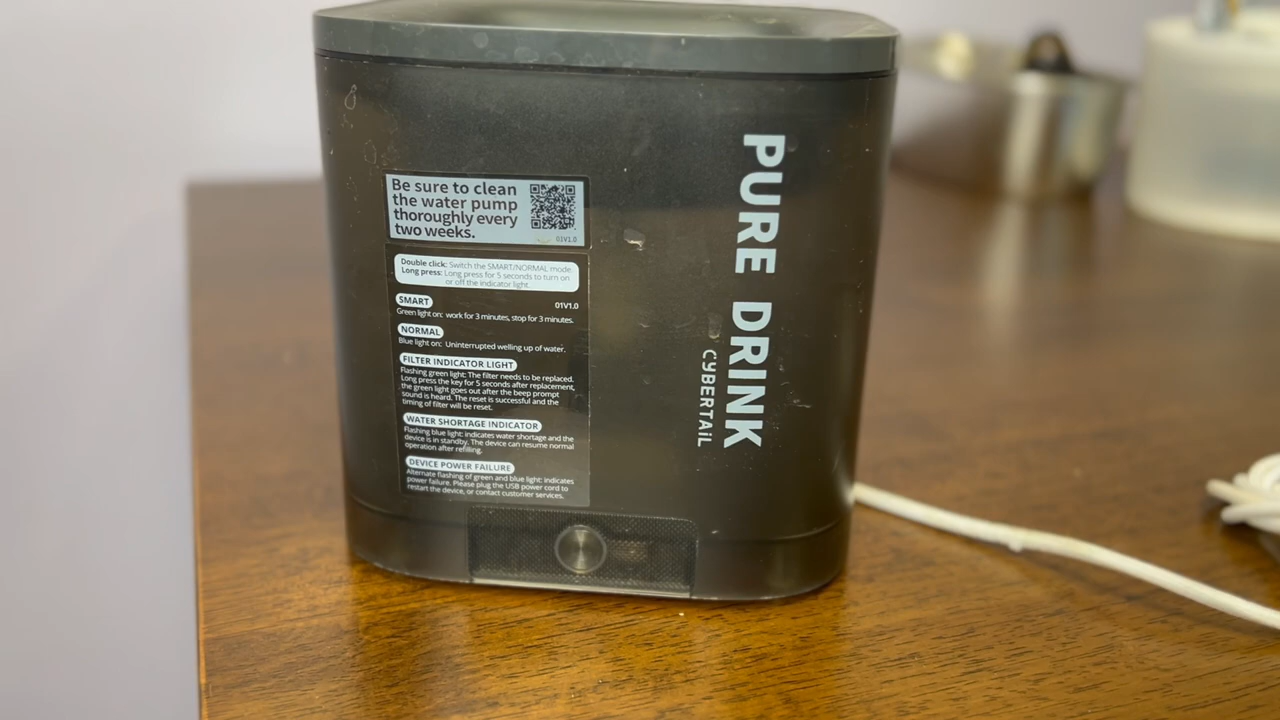 Be sure to clean
the water pump
thoroughly every
two weeks.
01V1.0
Double click: Switch the SMART/NORMAL mode.
Long press: Long press for 5 seconds to turn on
or off the indicator light.
SMART
01V1.0
Green light on: work for 3 minutes, stop for 3 minutes.
NORMAL
Blue light on: Uninterrupted welling up of water.
FILTER INDICATOR LIGHT
Flashing green light: The filter needs to be replaced.
Long press the key for 5 seconds after replacement,
the green light goes out after the beep prompt
sound is heard. The reset is successful and the
timing of filter will be reset.
WATER SHORTAGE INDICATOR
Flashing blue light: indicates water shortage and the
device is in standby. The device can resume normal
operation after refilling.
DEVICE POWER FAILURE
Alternate flashing of green and blue light: indicates
power failure. Please plug the USB power cord to
restart the device, or contact customer services.
PURE DRINK
CYBERTAIL